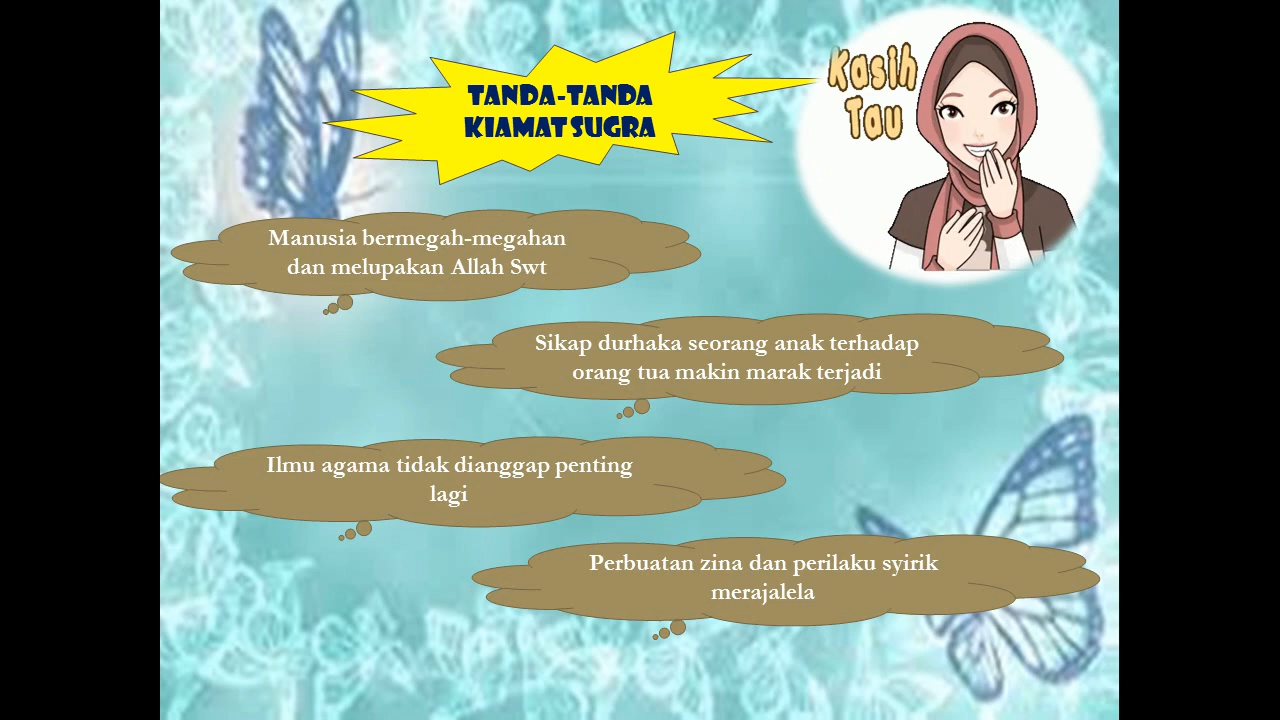 TANDA-TANDA
KIAMAT SUGRA
Kasih
Tau
Manusia bermegah-megahan
dan melupakan Allah Swt
Sikap durhaka seorang anak terhadap
orang tua makin marak terjadi
Ilmu agama tidak dianggap penting
lagi
Perbuatan zina dan perilaku syirik
merajalela